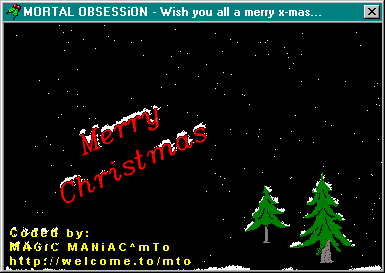 MORTAL OBSESSiON - Wish you all a merry x-mas...
Merry
Christmas
Coded by:
MAGiC MANiAC^mTo
http://welcome.to/mto